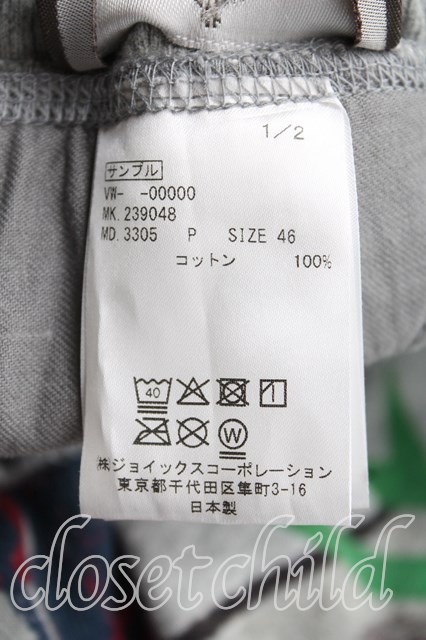 1/2
サンプル
VW- -00000
MK.239048
MD.3305 P SIZE 46
コットン 100%
40
W
㈱ジョイックスコーポレーション
東京都千代田区隼町3-16
日本製
closetchild